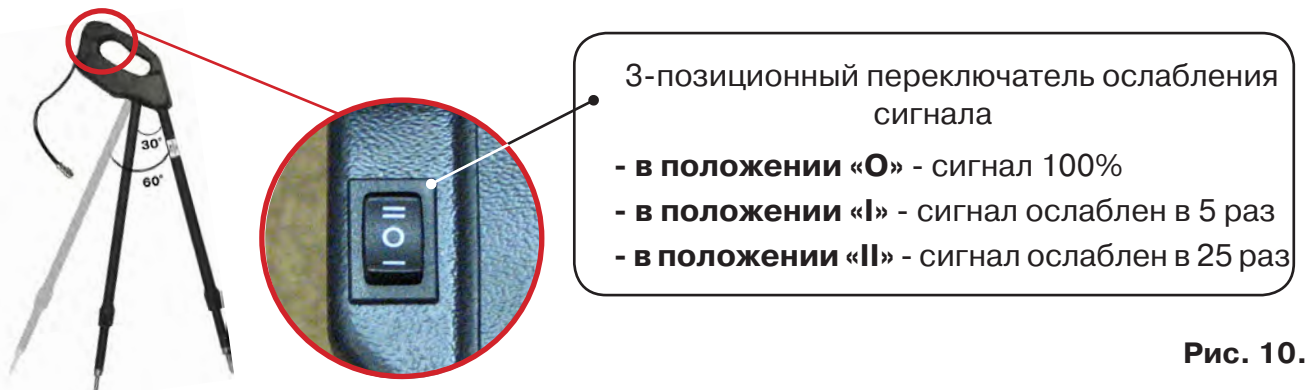 30°
60°
II
O
I
3-позиционный переключатель ослабления
сигнала
- в положении «О» - сигнал 100%
- в положении «I» - сигнал ослаблен в 5 раз
- в положении «II» - сигнал ослаблен в 25 раз
Рис. 10.